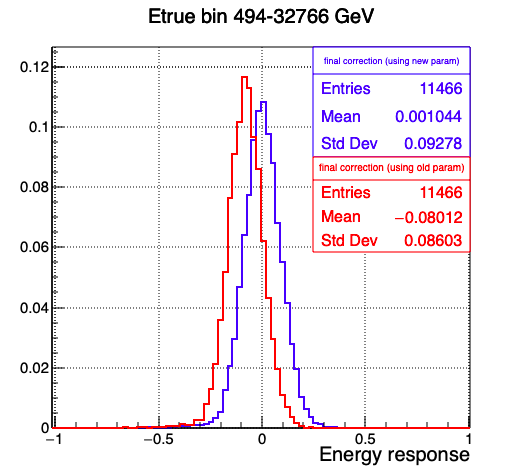 Etrue bin 494-32766 GeV
final correction (using new param)
Entries 11466
Mean 0.001044
Std Dev 0.09278
final correction (using old param)
Entries 11466
Mean −0.08012
Std Dev 0.08603
0.12
0.1
0.08
0.06
0.04
0.02
0
−1 −0.5 0 0.5 1
Energy response